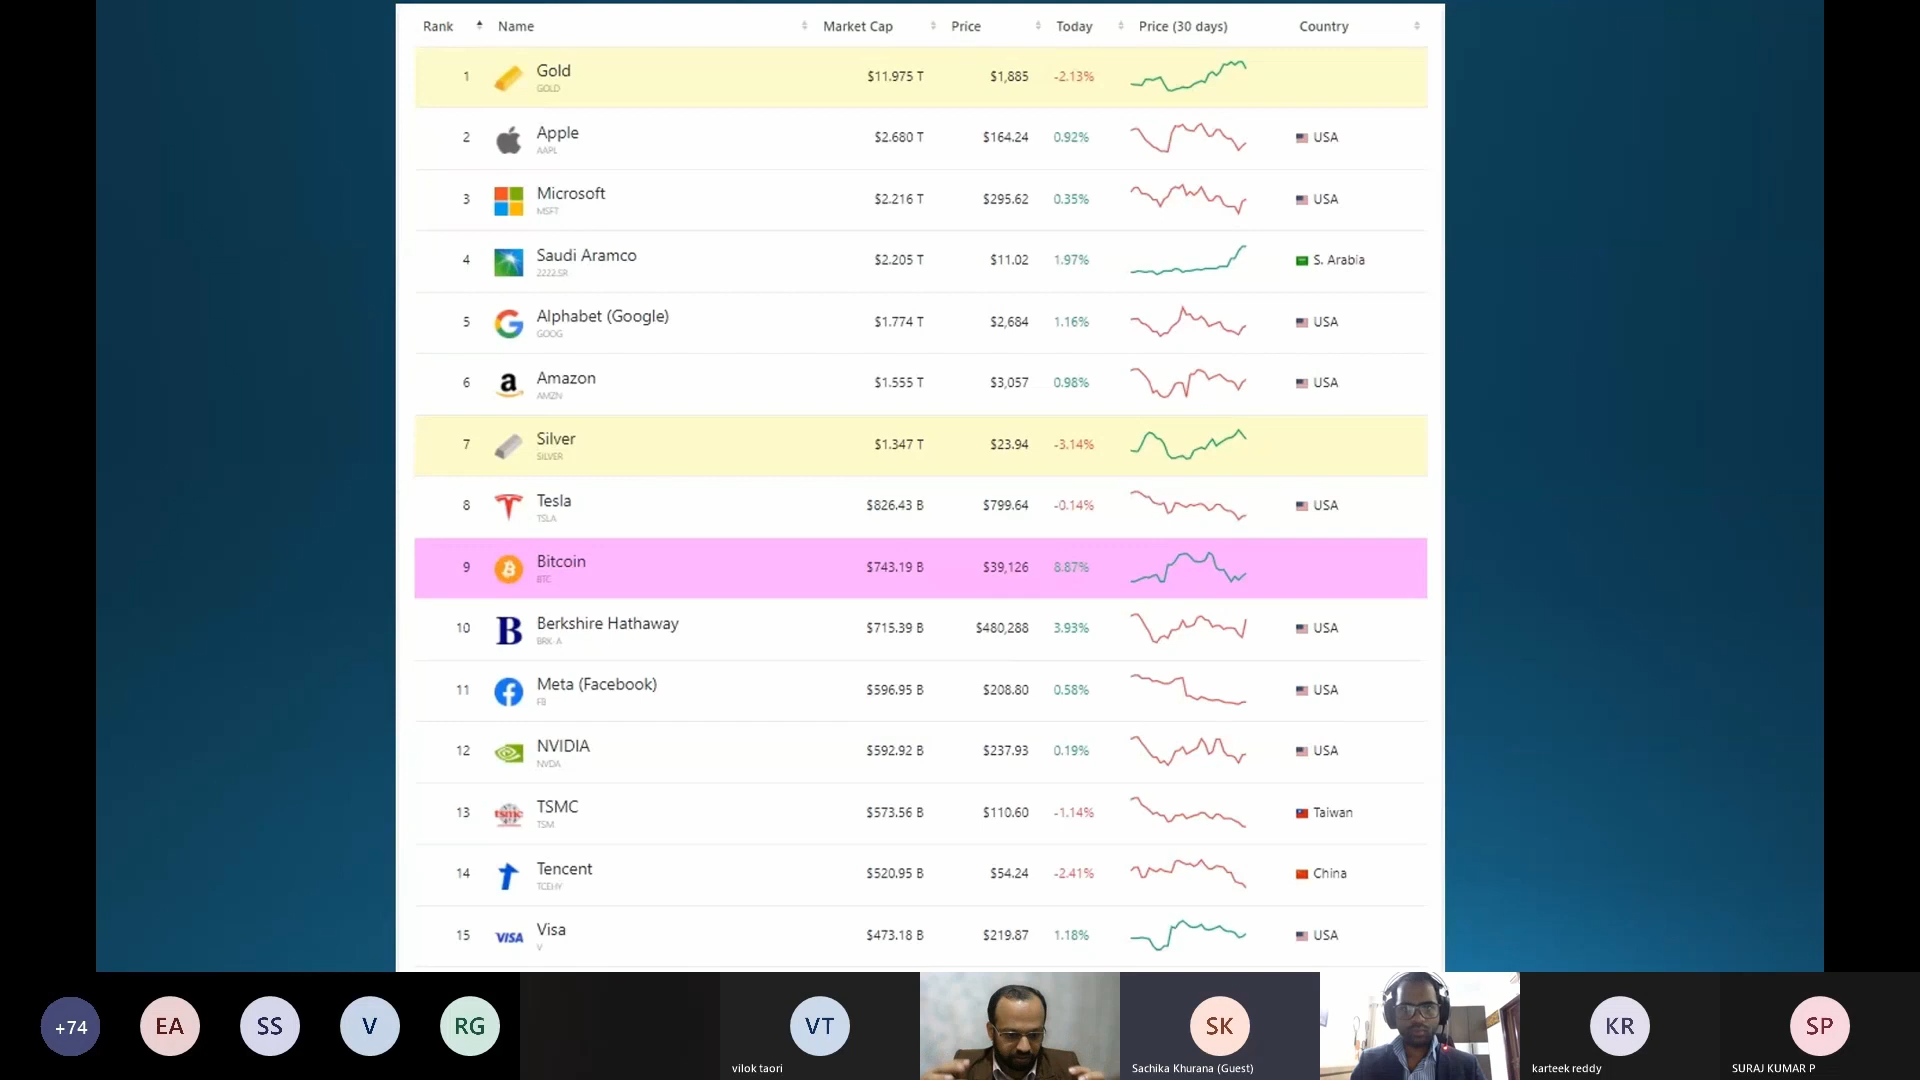 Rank Name Market Cap Price Today Price (30 days) Country
1 Gold $11.975 T $1,885 -2.13%
GOLD
2 Apple $2.680 T $164.24 0.92% USA
AAPL
3 Microsoft $2.216 T $295.62 0.35% USA
MSFT
4 Saudi Aramco $2.205 T $11.02 1.97% S. Arabia
2222.SR
5 Alphabet (Google) $1.774 T $2,684 1.16% USA
GOOG
6 Amazon $1.555 T $3,057 0.98% USA
AMZN
7 Silver $1.347 T $23.94 -3.14%
SILVER
8 Tesla $826.43 B $799.64 -0.14% USA
TSLA
9 Bitcoin $743.19 B $39,126 8.87%
BTC
10 Berkshire Hathaway $715.39 B $480,288 3.93% USA
BRK-A
11 Meta (Facebook) $596.95 B $208.80 0.58% USA
FB
12 NVIDIA $592.92 B $237.93 0.19% USA
NVDA
13 tsmc TSMC $573.56 B $110.60 -1.14% Taiwan
TSM
14 Tencent $520.95 B $54.24 -2.41% China
TCEHY
15 VISA Visa $473.18 B $219.87 1.18% USA
V
+74 EA SS V RG VT SK KR SP
vilok taori Sachika Khurana (Guest) karteek reddy SURAJ KUMAR P